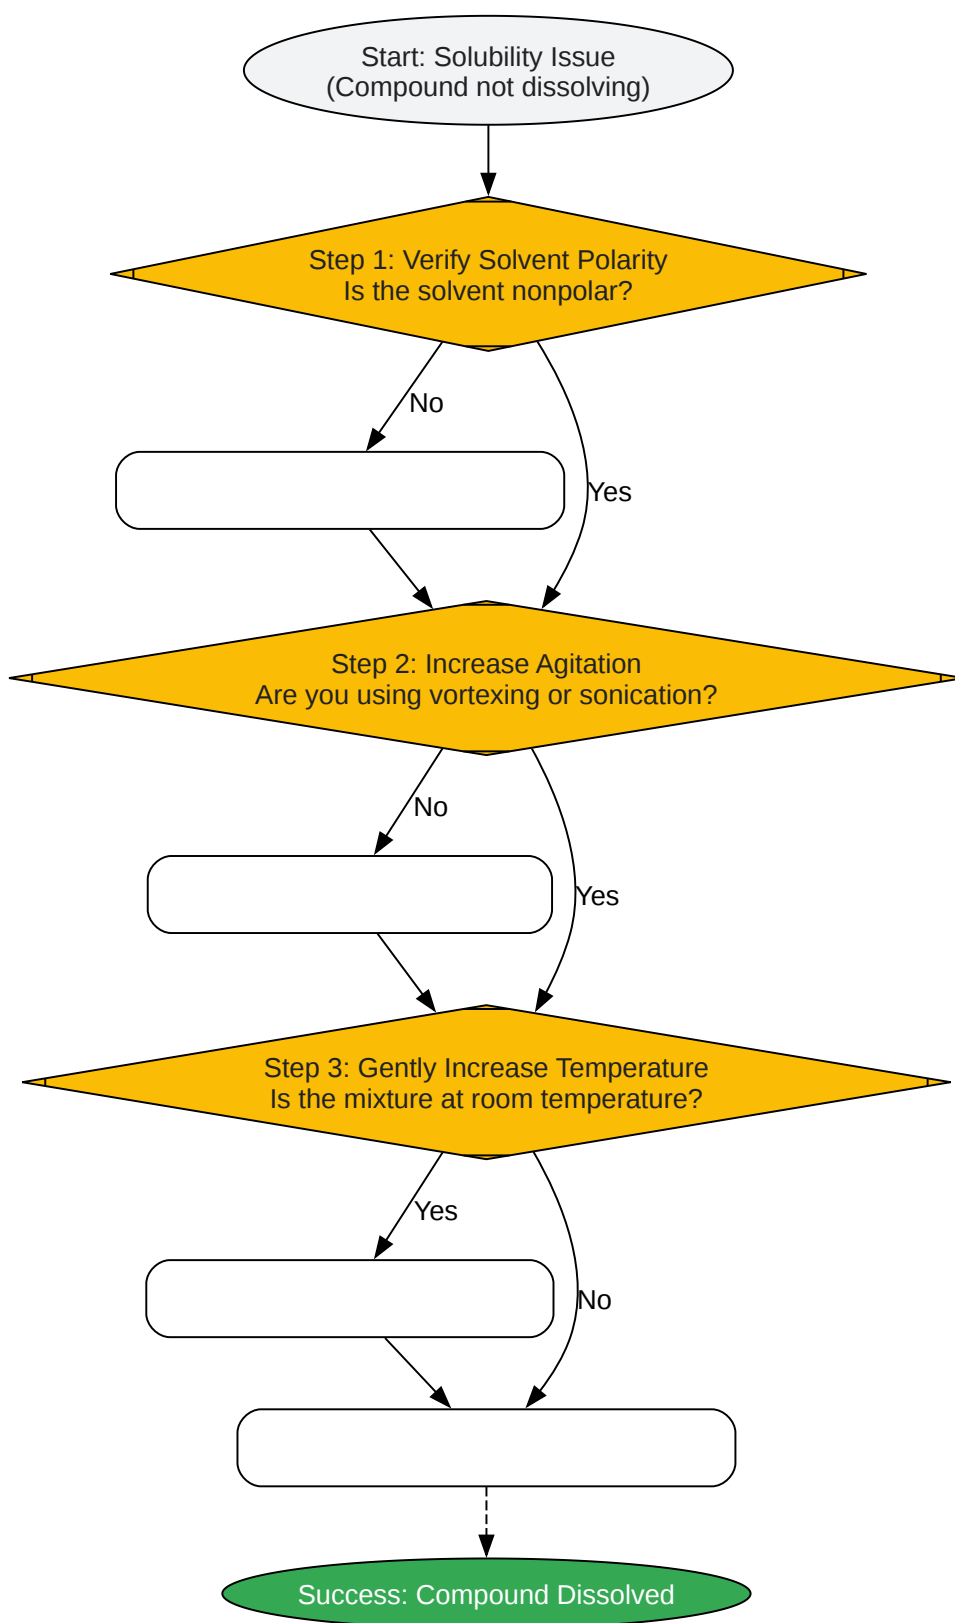 Start: Solubility Issue
(Compound not dissolving)
Step 1: Verify Solvent Polarity
Is the solvent nonpolar?
No
Yes
Step 2: Increase Agitation
Are you using vortexing or sonication?
No
Yes
Step 3: Gently Increase Temperature
Is the mixture at room temperature?
Yes
No
Success: Compound Dissolved